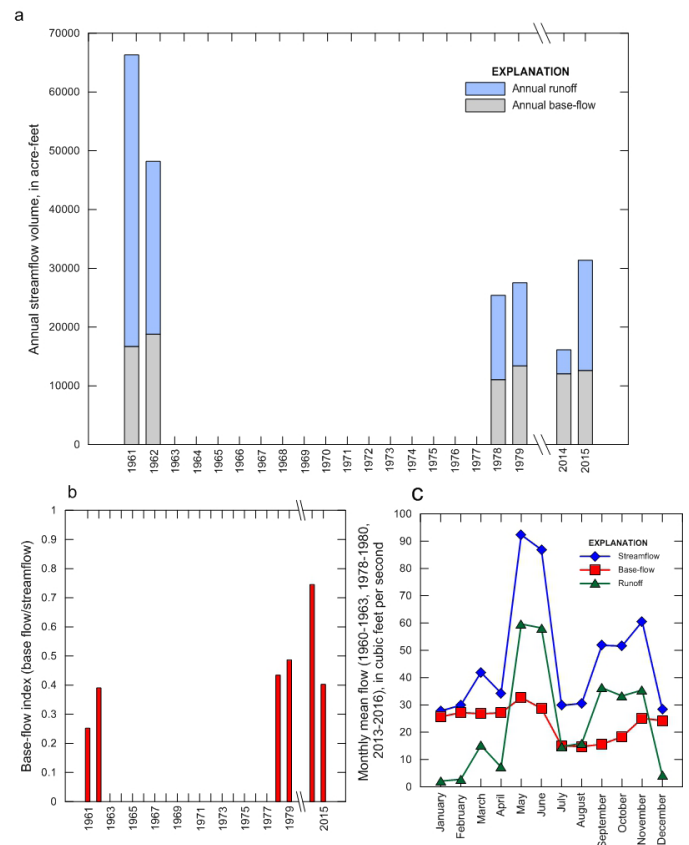 a
70000
60000
50000
40000
30000
20000
10000
0
Annual streamflow volume, in acre-feet
EXPLANATION
Annual runoff
Annual base-flow
1961
1962
1963
1964
1965
1966
1967
1968
1969
1970
1971
1972
1973
1974
1975
1976
1977
1978
1979
2014
2015
b
1
0.9
0.8
0.7
0.6
0.5
0.4
0.3
0.2
0.1
0
Base-flow index (base flow/streamflow)
1961
1963
1965
1967
1969
1971
1973
1975
1977
1979
2015
c
100
90
80
70
60
50
40
30
20
10
0
Monthly mean flow (1960-1963, 1978-1980,
2013-2016), in cubic feet per second
EXPLANATION
Streamflow
Base-flow
Runoff
January
February
March
April
May
June
July
August
September
October
November
December